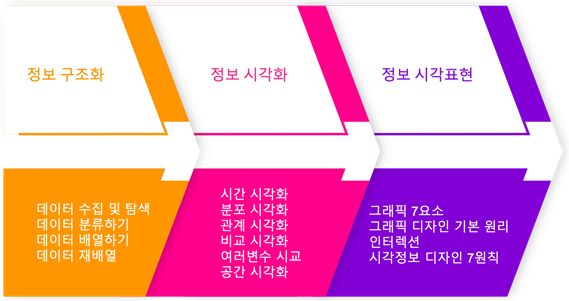 정보 구조화
정보 시각화
정보 시각표현
데이터 수집 및 탐색
데이터 분류하기
데이터 배열하기
데이터 재배열
시간 시각화
분포 시각화
관계 시각화
비교 시각화
여러변수 시교
공간 시각화
그래픽 7요소
그래픽 디자인 기본 원리
인터렉션
시각정보 디자인 7원칙